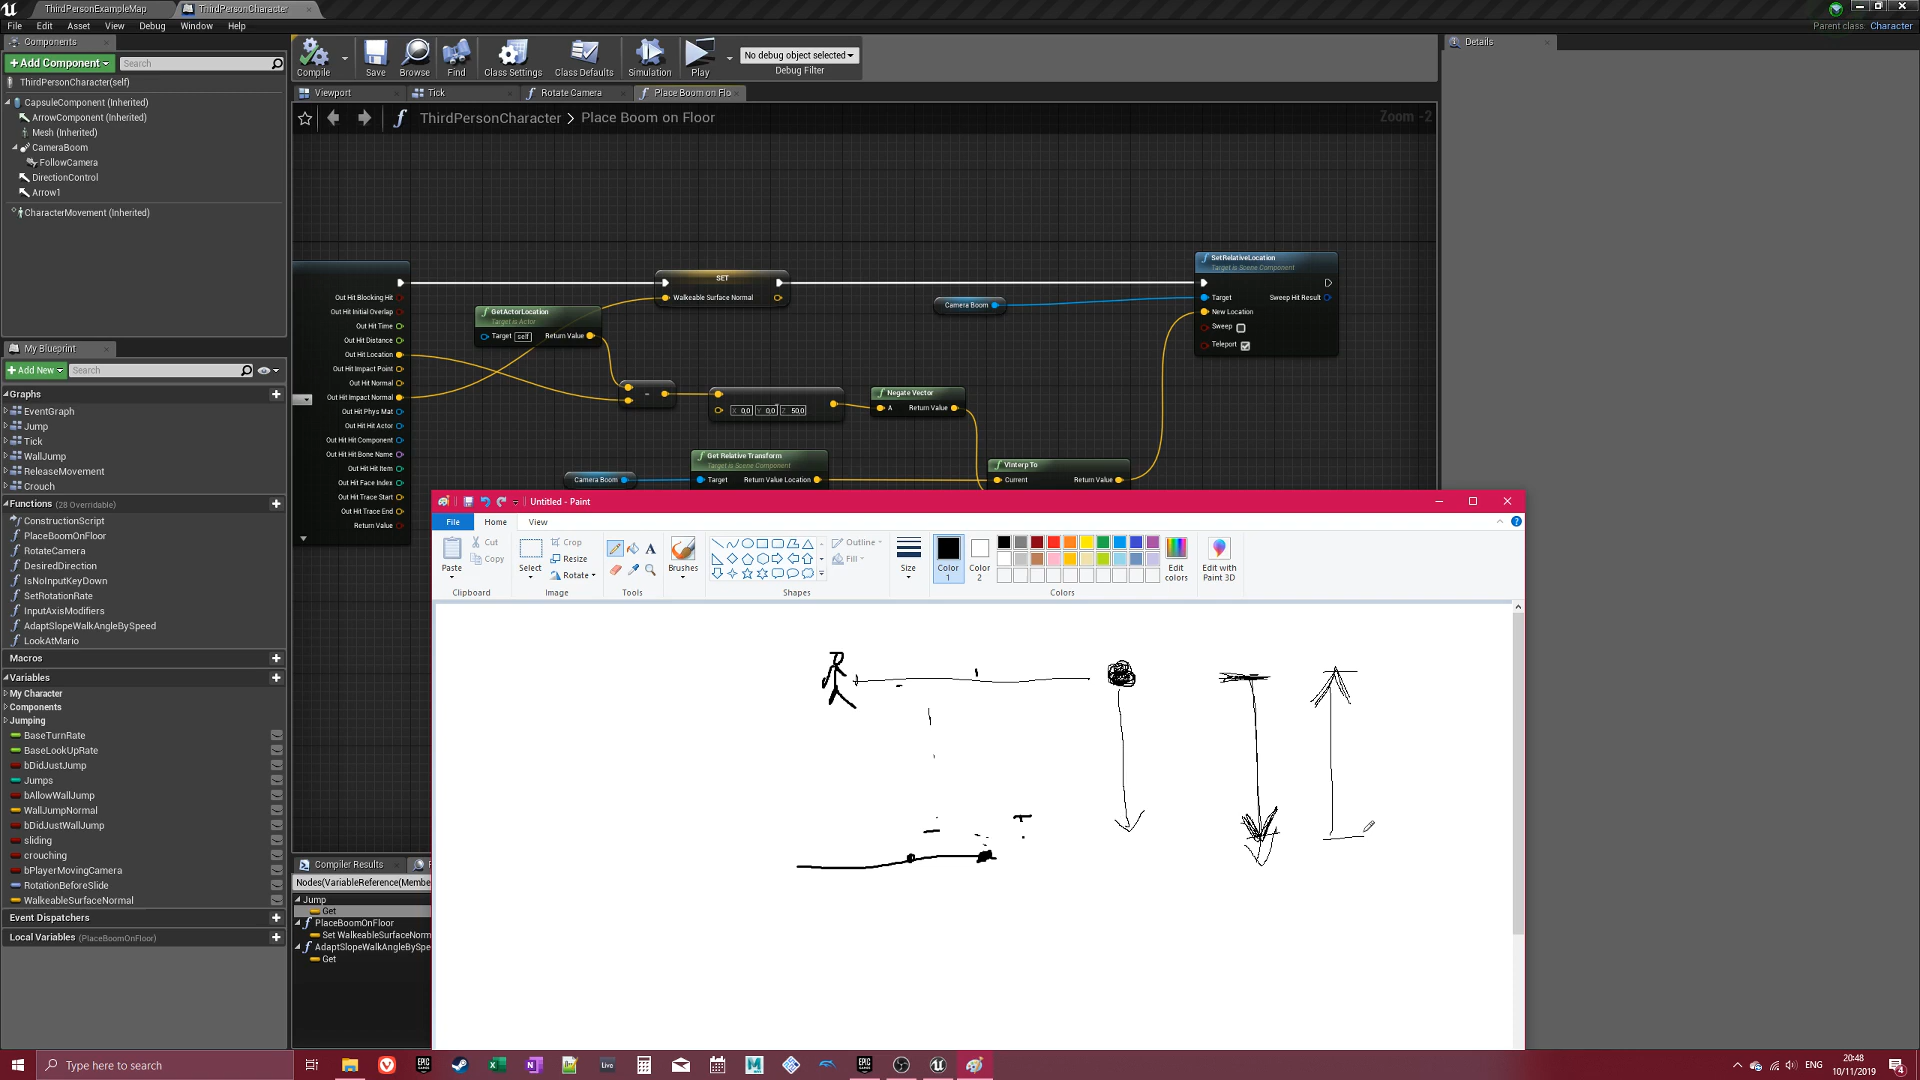 ThirdPersonExampleMap
ThirdPersonCharacter
File Edit Asset View Debug Window Help
Parent class: Character
Components
+Add Component
Search
ThirdPersonCharacter(self)
CapsuleComponent (Inherited)
ArrowComponent (Inherited)
Mesh (Inherited)
CameraBoom
FollowCamera
DirectionControl
Arrow1
CharacterMovement (Inherited)
Compile
Save
Browse
Find
Class Settings
Class Defaults
Simulation
Play
No debug object selected
Debug Filter
Details
Viewport
Tick
Rotate Camera
Place Boom on Flo
ThirdPersonCharacter > Place Boom on Floor
Zoom -2
Out Hit Blocking Hit
Out Hit Initial Overlap
Out Hit Time
Out Hit Distance
Out Hit Location
Out Hit Impact Point
Out Hit Normal
Out Hit Impact Normal
Out Hit Phys Mat
Out Hit Hit Actor
Out Hit Hit Component
Out Hit Hit Bone Name
Out Hit Hit Item
Out Hit Face Index
Out Hit Trace Start
Out Hit Trace End
Return Value
GetActorLocation
Target is Actor
Target self Return Value
SET
Walkeable Surface Normal
-
X 0,0 Y 0,0 Z 50,0
Negate Vector
A Return Value
Camera Boom
SetRelativeLocation
Target is Scene Component
Target Sweep Hit Result
New Location
Sweep
Teleport
Camera Boom
Get Relative Transform
Target is Scene Component
Target Return Value Location
VInterp To
Current Return Value
My Blueprint
+Add New
Search
Graphs
EventGraph
Jump
Tick
WallJump
ReleaseMovement
Crouch
Functions (28 Overridable)
ConstructionScript
PlaceBoomOnFloor
RotateCamera
DesiredDirection
IsNoInputKeyDown
SetRotationRate
InputAxisModifiers
AdaptSlopeWalkAngleBySpeed
LookAtMario
Macros
Variables
My Character
Components
Jumping
BaseTurnRate
BaseLookUpRate
bDidJustJump
Jumps
bAllowWallJump
WallJumpNormal
bDidJustWallJump
sliding
crouching
bPlayerMovingCamera
RotationBeforeSlide
WalkeableSurfaceNormal
Event Dispatchers
Local Variables (PlaceBoomOnFloor)
Compiler Results
Nodes(VariableReference(Membe
Jump
Get
PlaceBoomOnFloor
Set WalkeableSurfaceNorm
AdaptSlopeWalkAngleBySpe
Get
Untitled - Paint
File Home View
Paste
Cut
Copy
Clipboard
Select
Crop
Resize
Rotate
Image
A
Tools
Brushes
Outline
Fill
Shapes
Size
Color 1
Color 2
Edit colors
Colors
Edit with Paint 3D
Type here to search
Live
ENG
20:48
10/11/2019
4